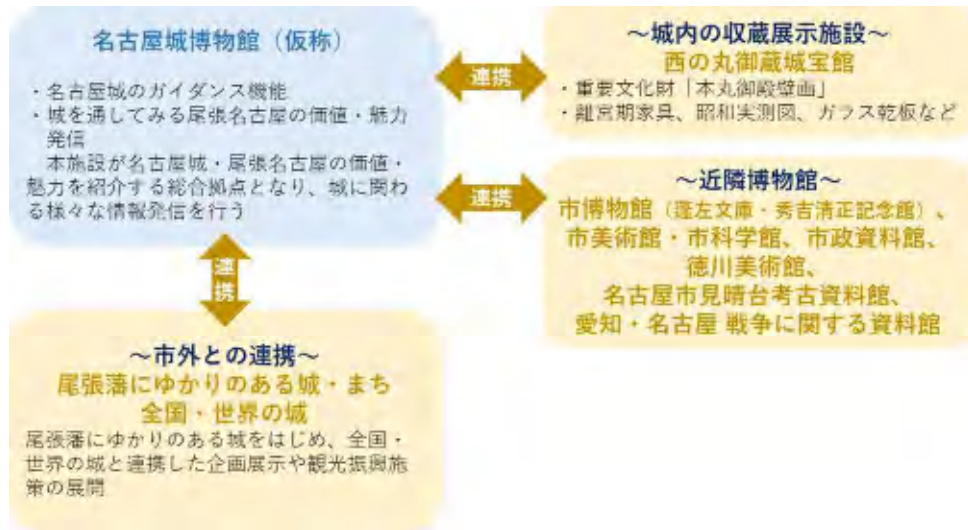 名古屋城博物館(仮称)
・名古屋城のガイダンス機能
・城を通してみる尾張名古屋の価値・魅力
発信
本施設が名古屋城・尾張名古屋の価値・
魅力を紹介する総合拠点となり、城に関わ
る様々な情報発信を行う
連携
～城内の収蔵展示施設～
西の丸御蔵城宝館
・重要文化財「本丸御殿壁画」
・離宮期家具、昭和実測図、ガラス乾板など
連携
～近隣博物館～
市博物館(蓬左文庫・秀吉清正記念館)、
市美術館・市科学館、市政資料館、
徳川美術館、
名古屋市見晴台考古資料館、
愛知・名古屋 戦争に関する資料館
連
携
～市外との連携～
尾張藩にゆかりのある城・まち
全国・世界の城
尾張藩にゆかりのある城をはじめ、全国・
世界の城と連携した企画展示や観光振興施
策の展開